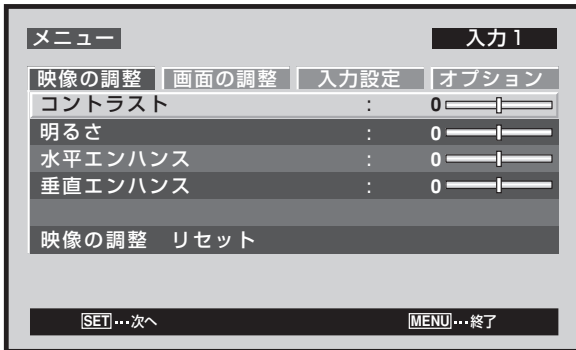 メニュー 入力1
映像の調整 画面の調整 入力設定 オプション
コントラスト : 0
明るさ : 0
水平エンハンス : 0
垂直エンハンス : 0
映像の調整 リセット
SET…次へ MENU…終了